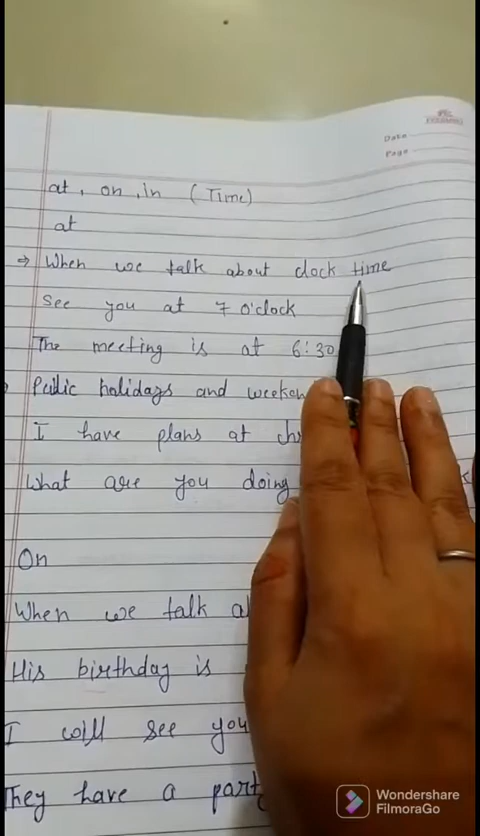 Date
Page
at, on, in (Time)
at
⇒ When we talk about clock time
See you at 7 o'clock
The meeting is at 6:30
Public holidays and
I have plans at
What are you doing
On
When we talk
His birthday is
I will see you
They have a
Wondershare
FilmoraGo